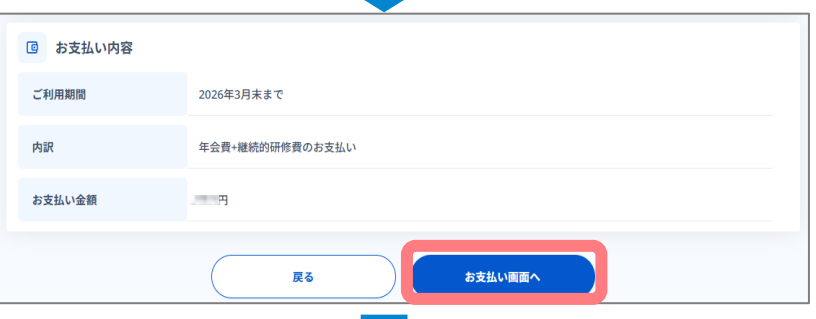 お支払い内容
ご利用期間 2026年3月末まで
内訳 年会費+継続的研修費のお支払い
お支払い金額 円
戻る お支払い画面へ